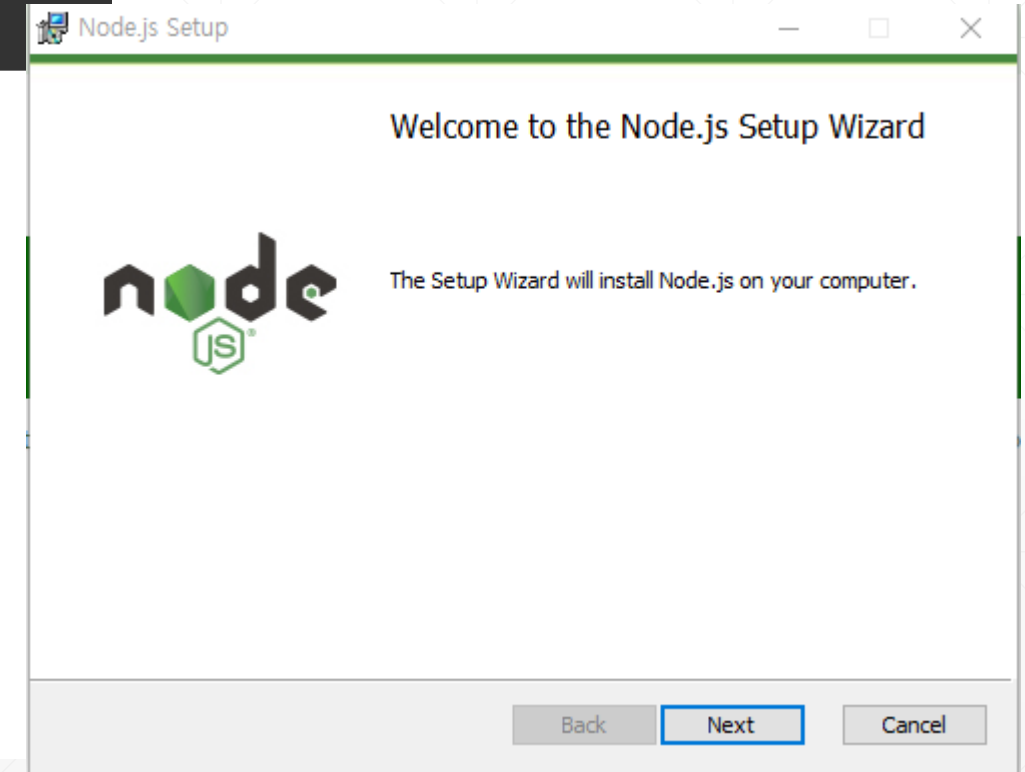 Node.js Setup
Welcome to the Node.js Setup Wizard
node
JS
The Setup Wizard will install Node.js on your computer.
Back
Next
Cancel